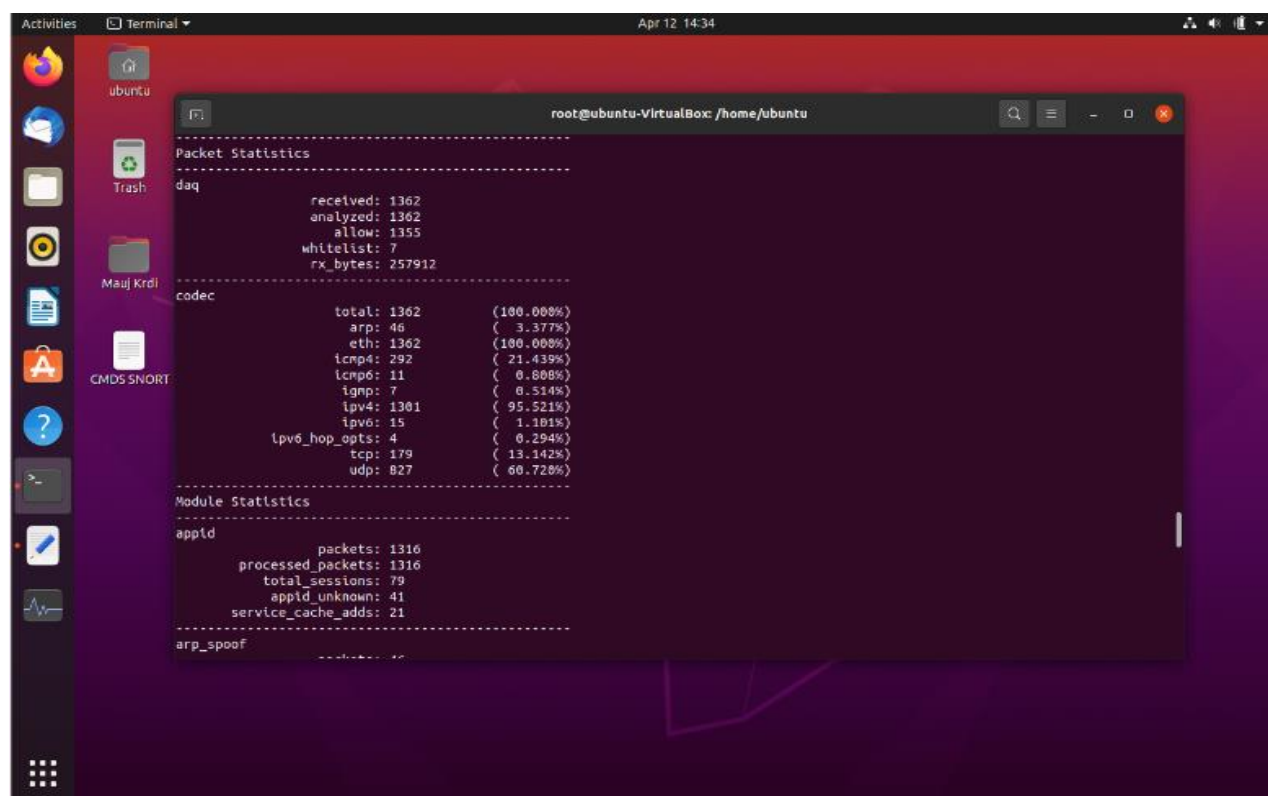 Activities Terminal Apr 12 14:34
ubuntu
Trash
Mauj Krdi
CMDS SNORT
root@ubuntu-VirtualBox: /home/ubuntu
--------------------------------------------------
Packet Statistics
--------------------------------------------------
daq
received: 1362
analyzed: 1362
allow: 1355
whitelist: 7
rx_bytes: 257912
--------------------------------------------------
codec
total: 1362 (100.000%)
arp: 46 ( 3.377%)
eth: 1362 (100.000%)
icmp4: 292 ( 21.439%)
icmp6: 11 ( 0.808%)
igmp: 7 ( 0.514%)
ipv4: 1301 ( 95.521%)
ipv6: 15 ( 1.101%)
ipv6_hop_opts: 4 ( 0.294%)
tcp: 179 ( 13.142%)
udp: 827 ( 60.720%)
--------------------------------------------------
Module Statistics
--------------------------------------------------
appid
packets: 1316
processed_packets: 1316
total_sessions: 79
appid_unknown: 41
service_cache_adds: 21
--------------------------------------------------
arp_spoof